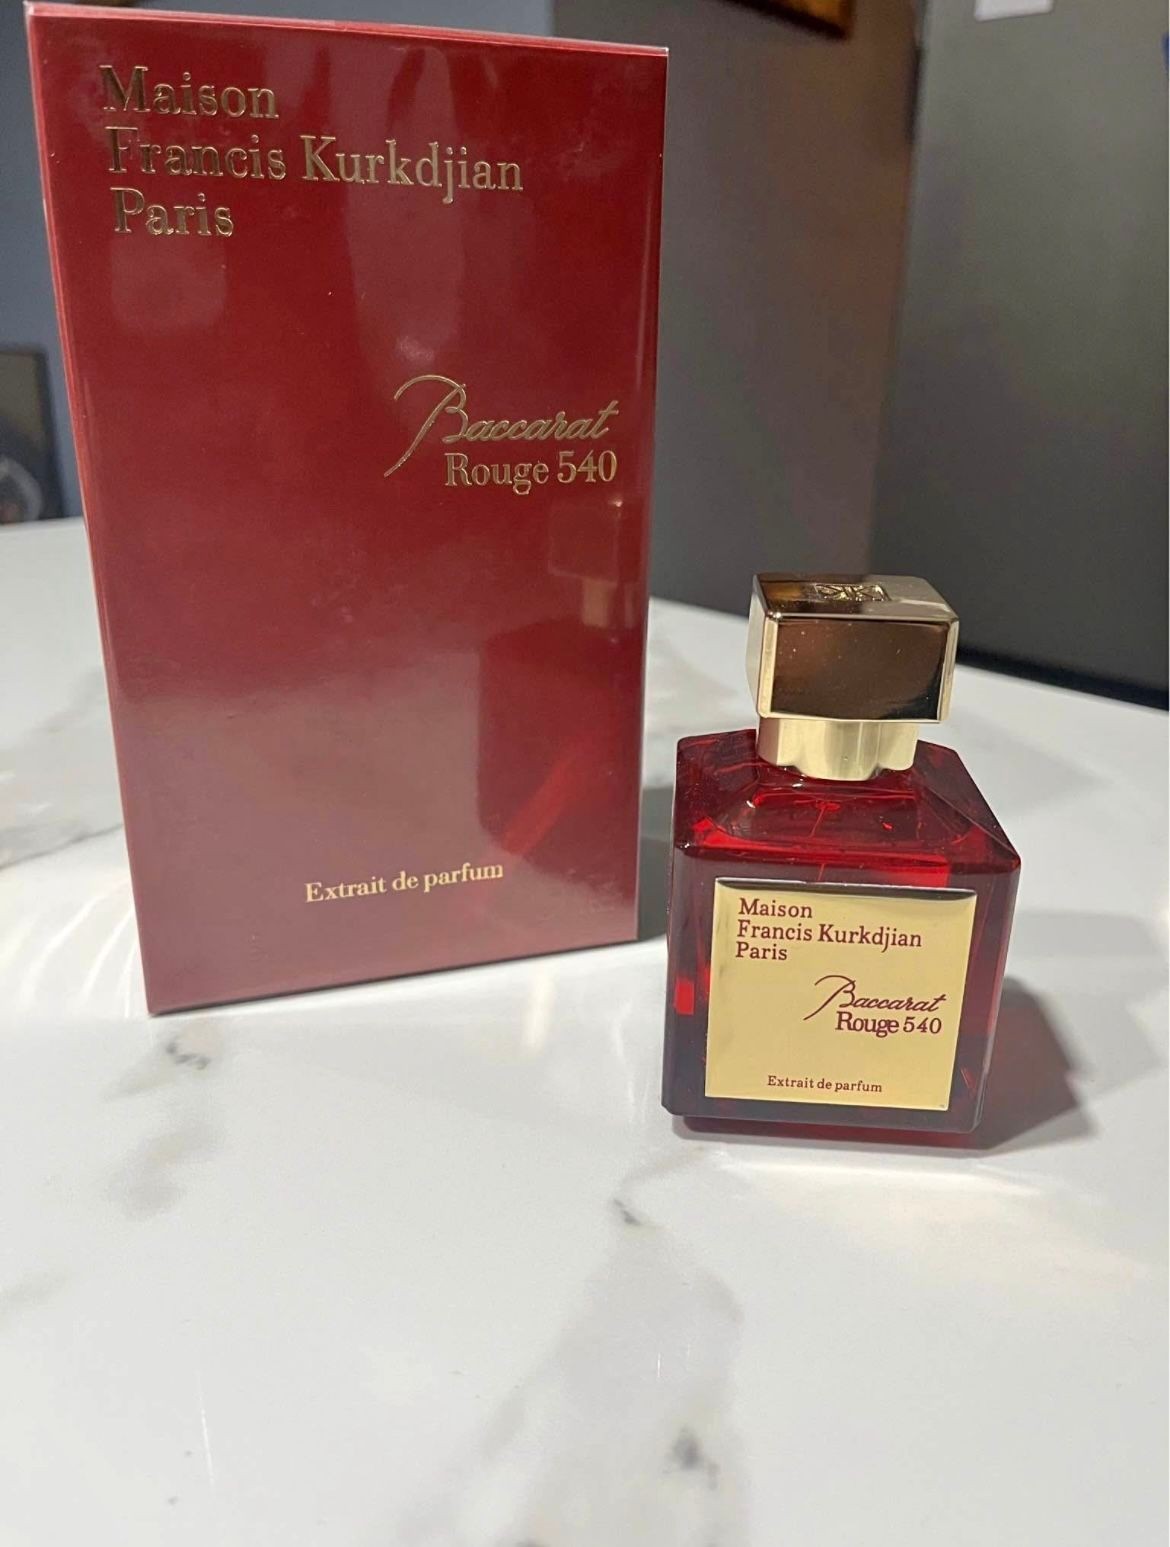 Maison
Francis Kurkdjian
Paris
Baccarat
Rouge 540
Extrait de parfum
Maison
Francis Kurkdjian
Paris
Baccarat
Rouge 540
Extrait de parfum